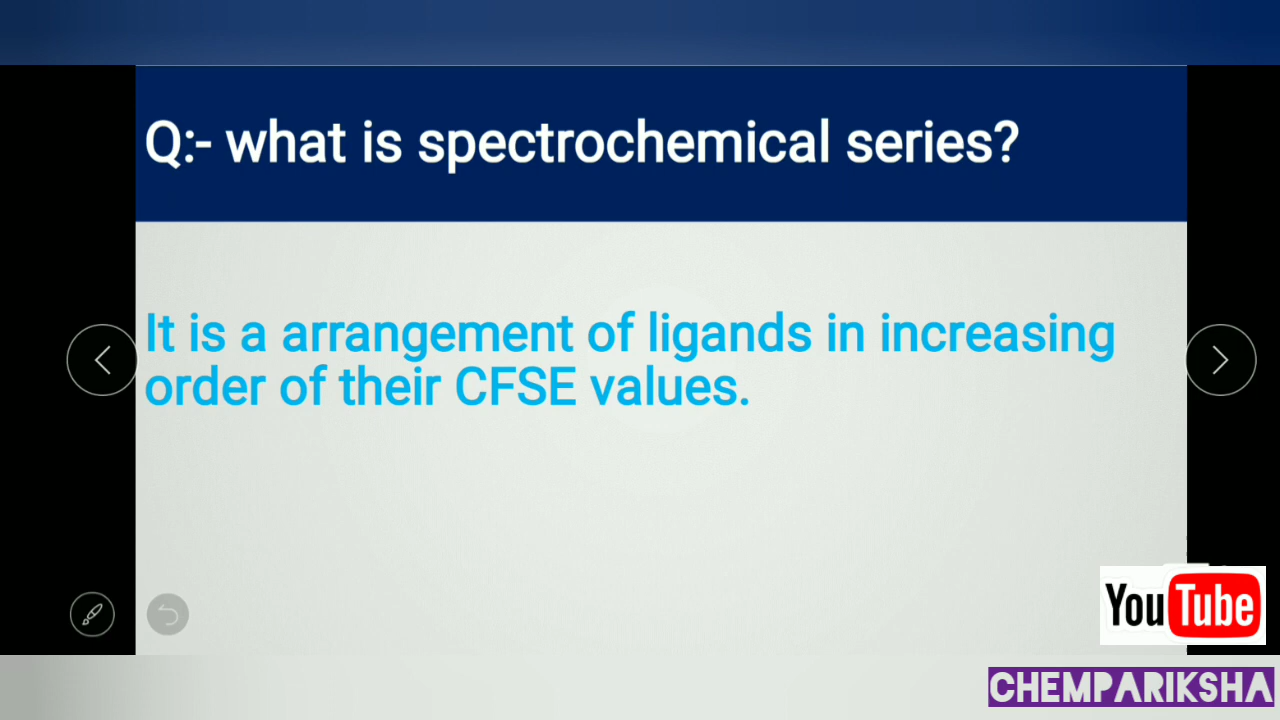 Q:- what is spectrochemical series?
It is a arrangement of ligands in increasing
order of their CFSE values.
YouTube
CHEMPARIKSHA